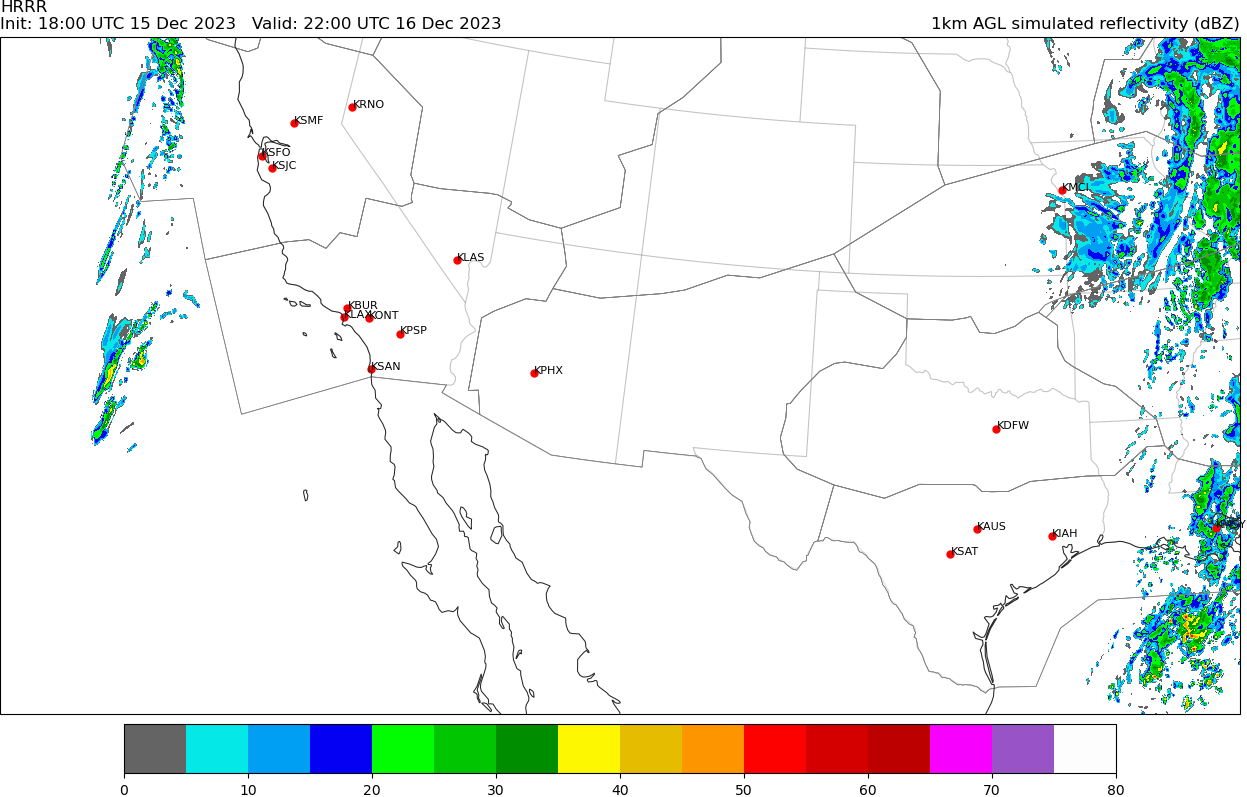 HRRR
Init: 18:00 UTC 15 Dec 2023   Valid: 22:00 UTC 16 Dec 2023
1km AGL simulated reflectivity (dBZ)
KRNO
KSMF
KSFO
KSJC
KMCI
KLAS
KBUR
KLAX
KONT
KPSP
KSAN
KPHX
KDFW
KAUS
KIAH
KSAT
0 10 20 30 40 50 60 70 80